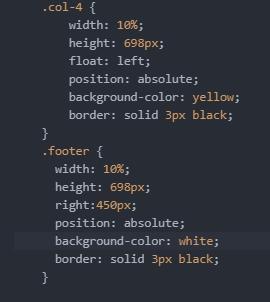 .col-4 {
width: 10%;
height: 698px;
float: left;
position: absolute;
background-color: yellow;
border: solid 3px black;
}
.footer {
width: 10%;
height: 698px;
right:450px;
position: absolute;
background-color: white;
border: solid 3px black;
}